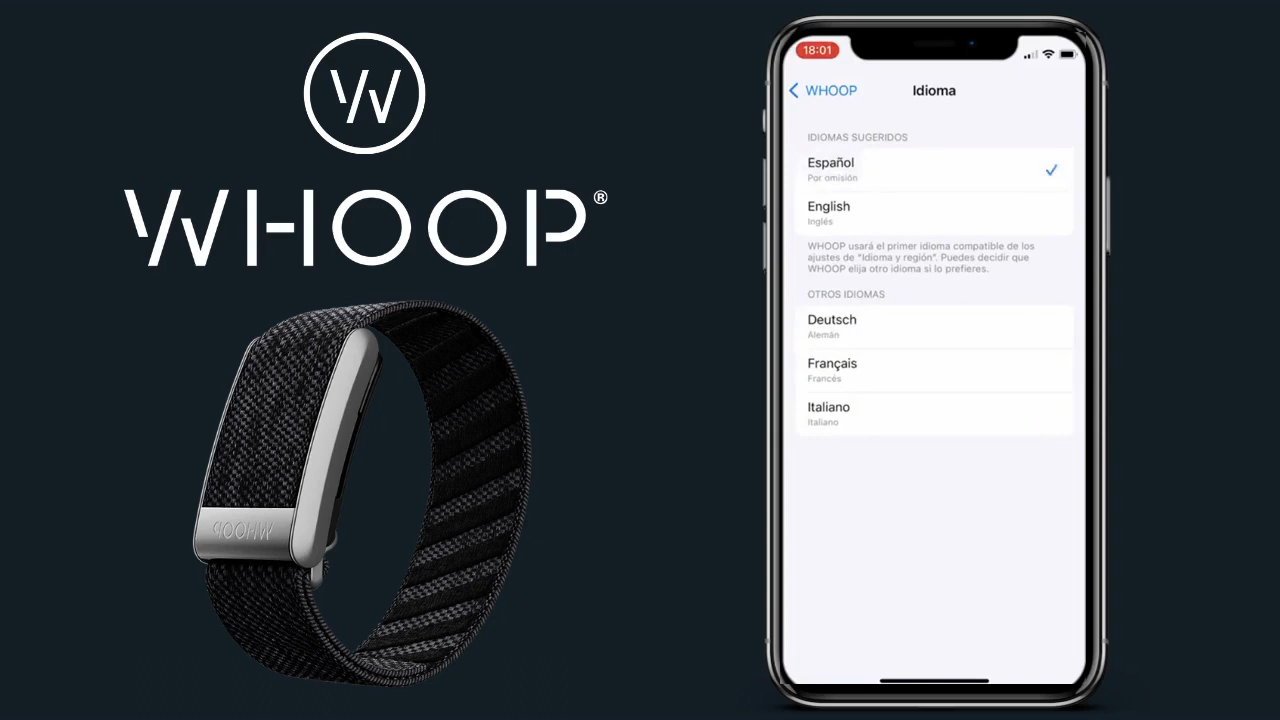 WHOOP®
WHOOP
18:01
WHOOP
Idioma
IDIOMAS SUGERIDOS
Español
Por omisión
English
Inglés
WHOOP usará el primer idioma compatible de los
ajustes de "Idioma y región". Puedes decidir que
WHOOP elija otro idioma si lo prefieres.
OTROS IDIOMAS
Deutsch
Alemán
Français
Francés
Italiano
Italiano